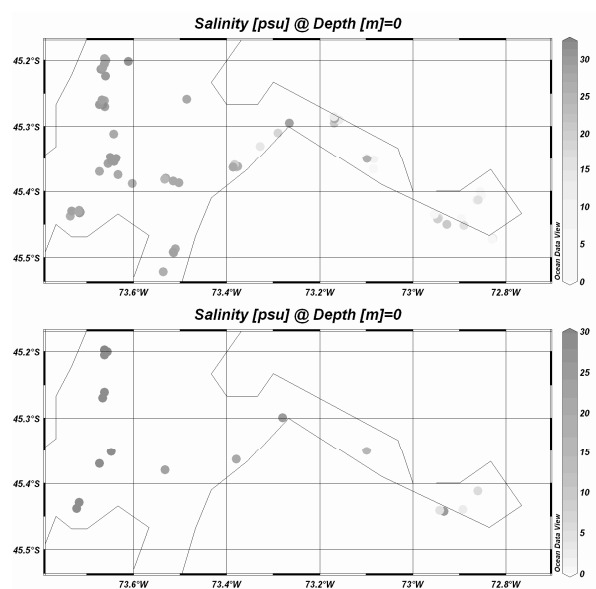 Salinity [psu] @ Depth [m]=0
45.2°S
45.3°S
45.4°S
45.5°S
73.6°W
73.4°W
73.2°W
73°W
72.8°W
30
25
20
15
10
5
0
Ocean Data View
Salinity [psu] @ Depth [m]=0
45.2°S
45.3°S
45.4°S
45.5°S
73.6°W
73.4°W
73.2°W
73°W
72.8°W
30
25
20
15
10
5
0
Ocean Data View